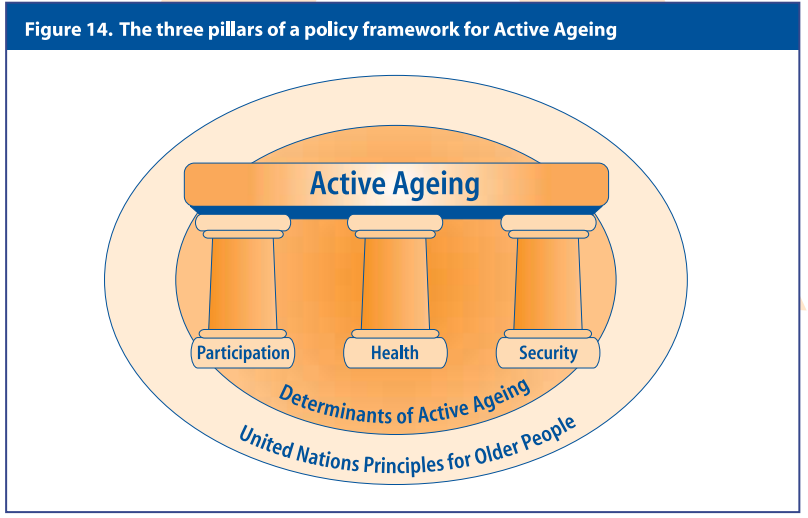 Figure 14. The three pillars of a policy framework for Active Ageing
Active Ageing
Participation
Health
Security
Determinants of Active Ageing
United Nations Principles for Older People